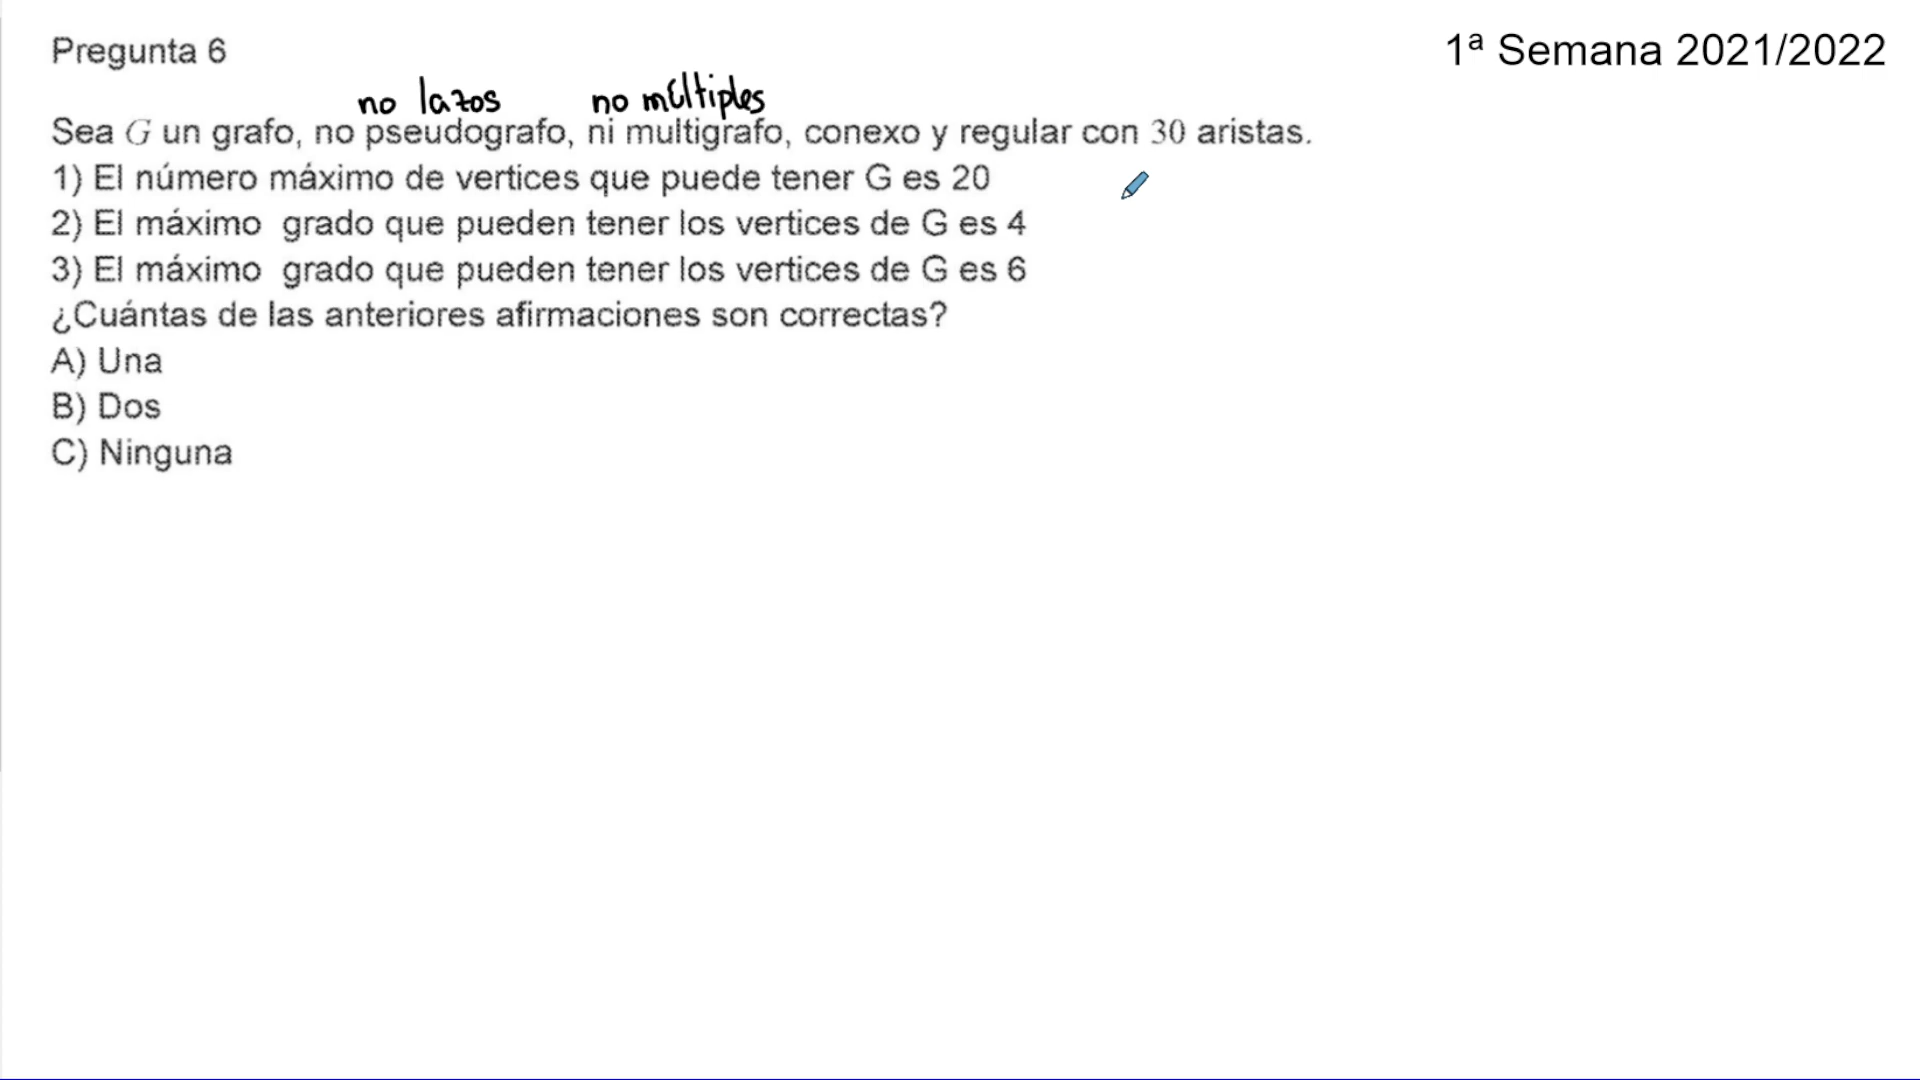 Pregunta 6
1ª Semana 2021/2022
no lazos no múltiples
Sea G un grafo, no pseudografo, ni multigrafo, conexo y regular con 30 aristas.
1) El número máximo de vertices que puede tener G es 20
2) El máximo grado que pueden tener los vertices de G es 4
3) El máximo grado que pueden tener los vertices de G es 6
¿Cuántas de las anteriores afirmaciones son correctas?
A) Una
B) Dos
C) Ninguna